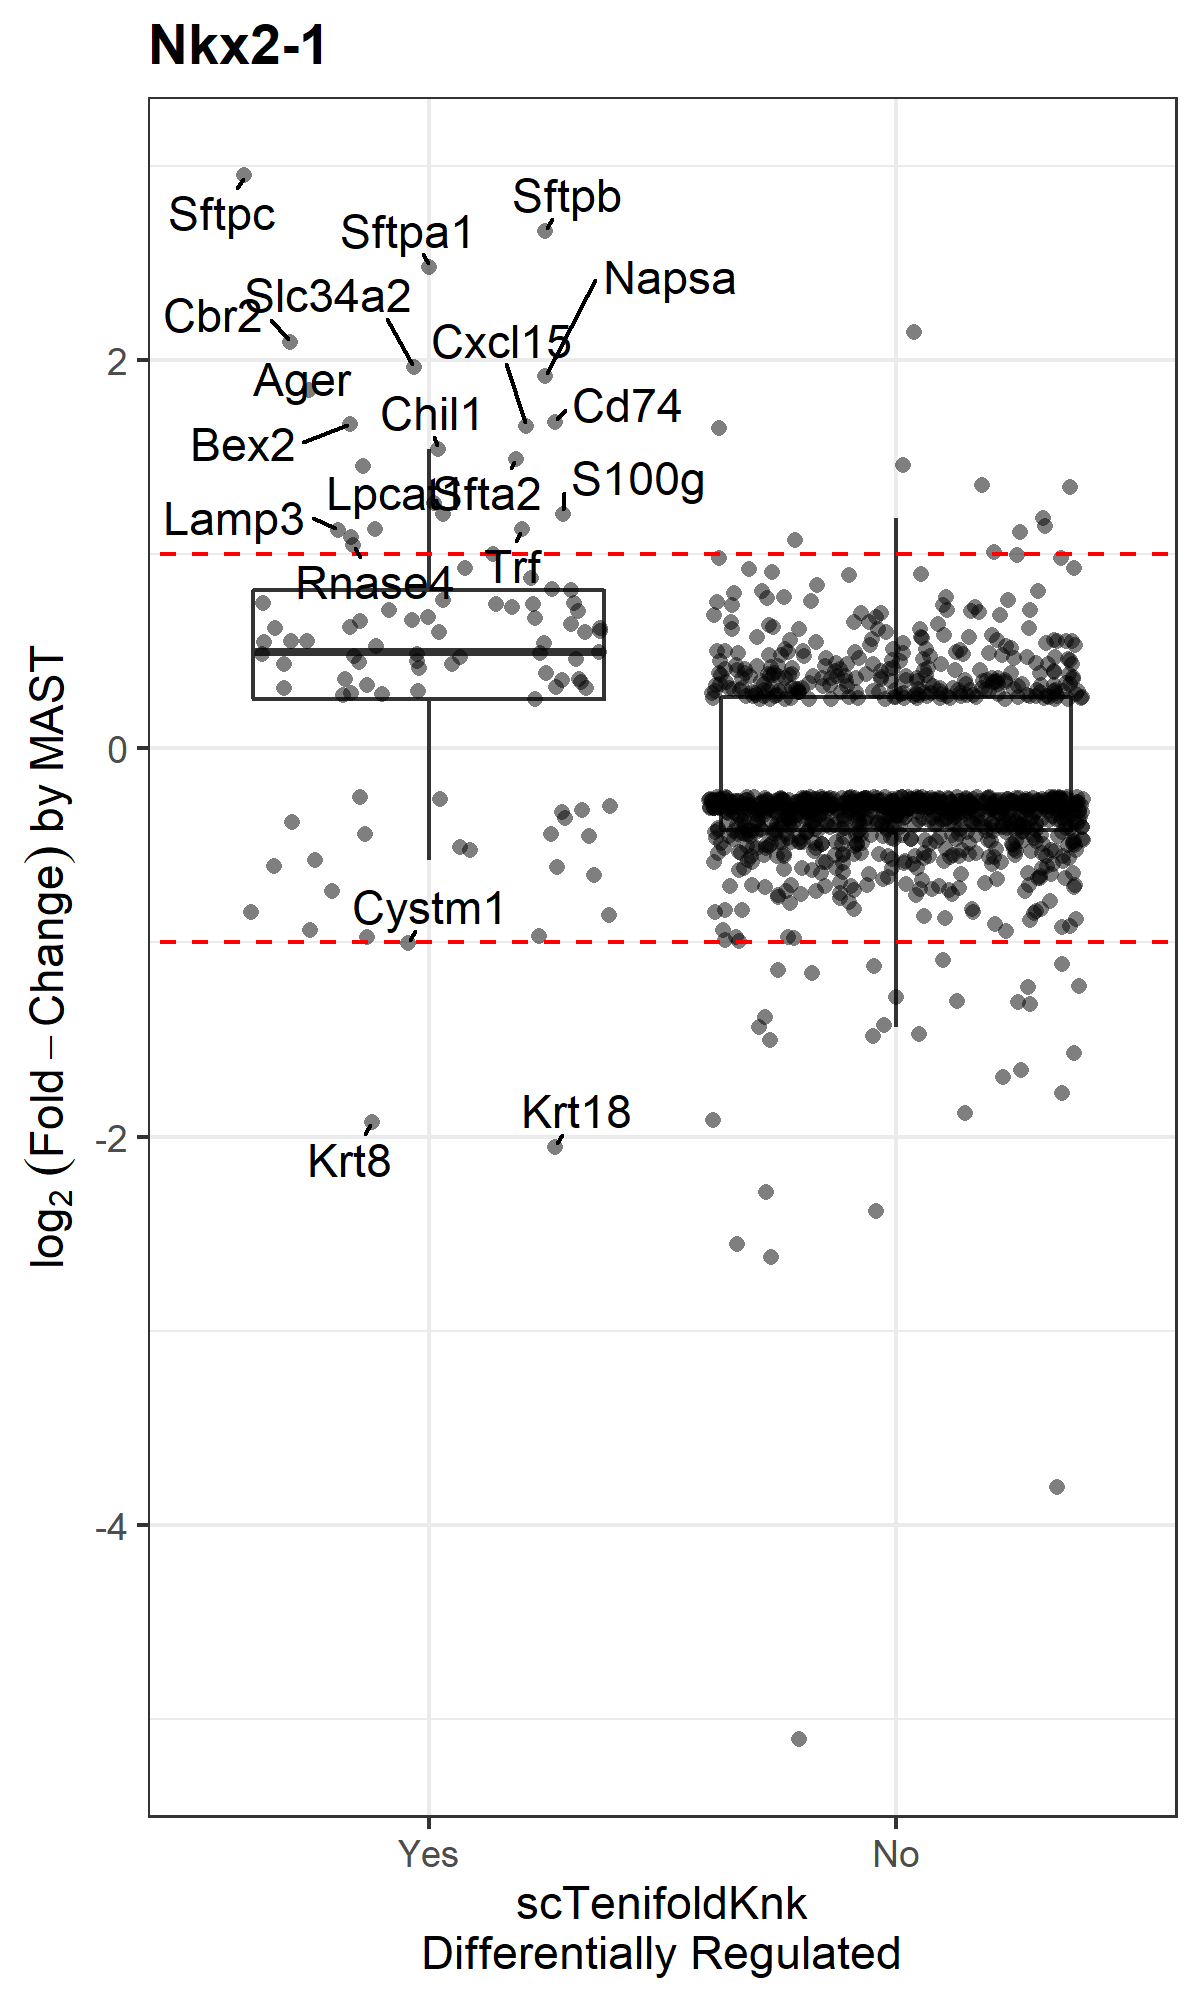 Nkx2-1
Sftpc
Sftpb
Sftpa1
Napsa
Slc34a2
Cbr2
Cxcl15
Ager
Cd74
Chil1
Bex2
S100g
Lpcat1
Sfta2
Lamp3
Trf
Rnase4
Cystm1
Krt18
Krt8
2
0
-2
-4
log2 (Fold−Change) by MAST
Yes
No
scTenifoldKnk
Differentially Regulated